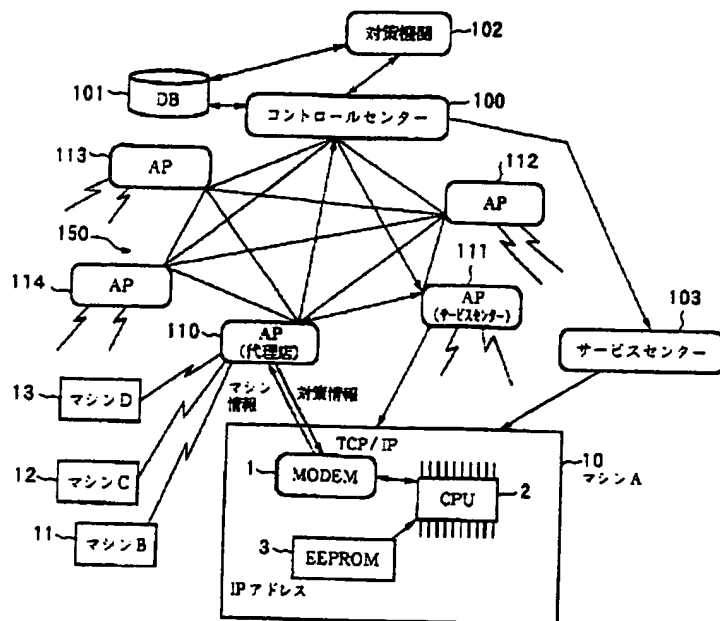 102
対策機関
101
DB
100
コントロールセンター
113
AP
112
AP
150
111
114
AP
AP
(サービスセンター)
110
AP
(代理店)
103
サービスセンター
13
マシンD
マシン
情報
対策情報
TCP/IP
10
マシンA
12
マシンC
1
MODEM
CPU
2
11
マシンB
3
EEPROM
IPアドレス